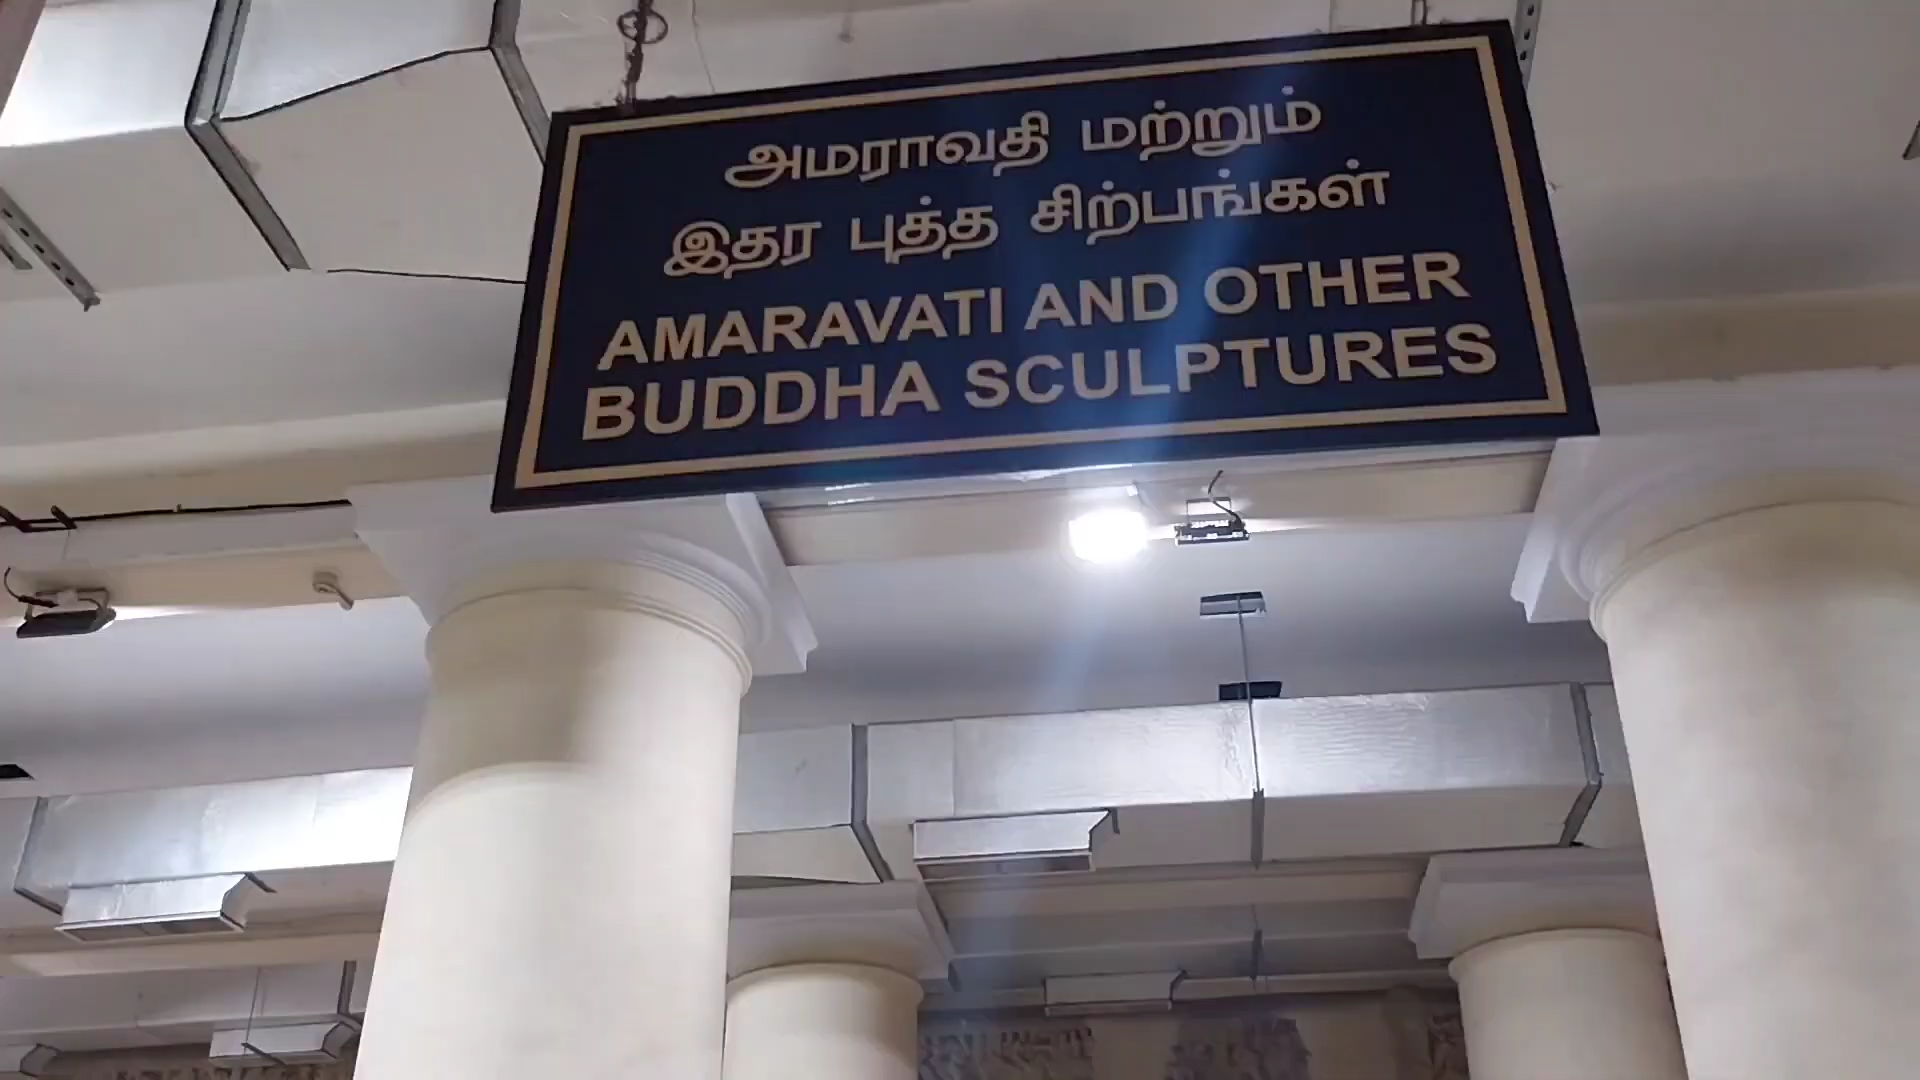 அமராவதி மற்றும்
இதர புத்த சிற்பங்கள்
AMARAVATI AND OTHER
BUDDHA SCULPTURES